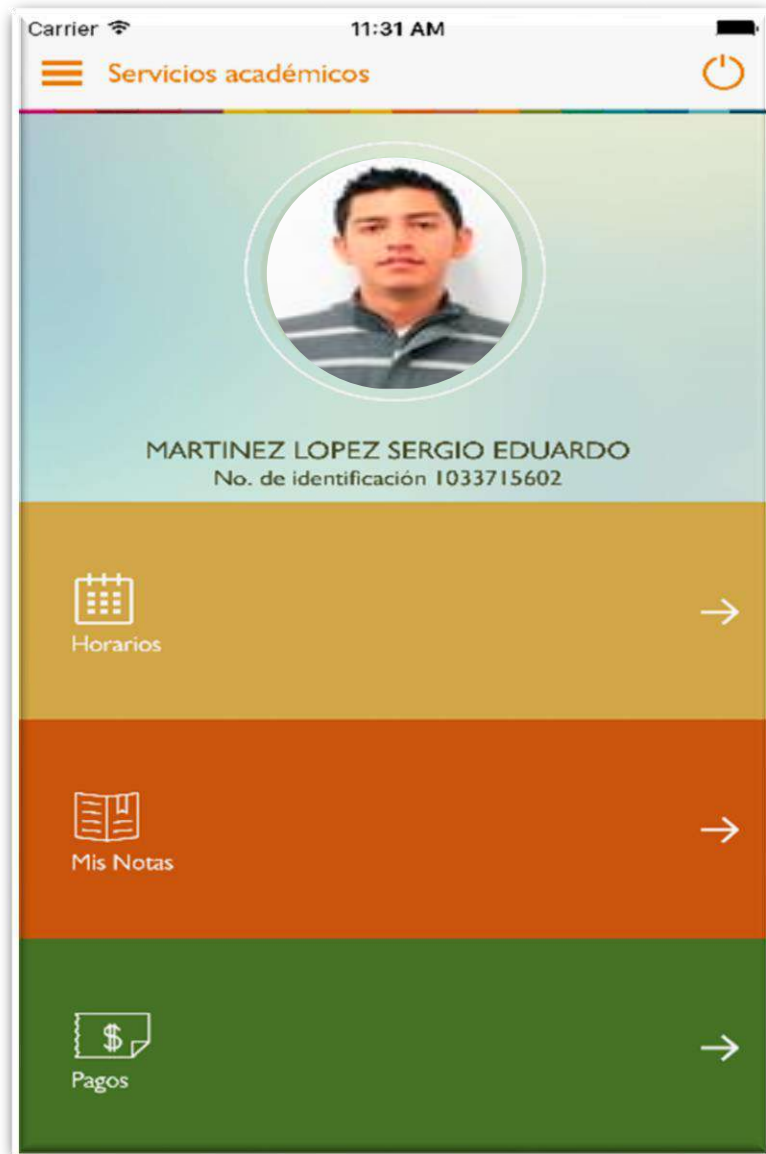 Carrier 11:31 AM
Servicios académicos
MARTINEZ LOPEZ SERGIO EDUARDO
No. de identificación 1033715602
Horarios
Mis Notas
$
Pagos